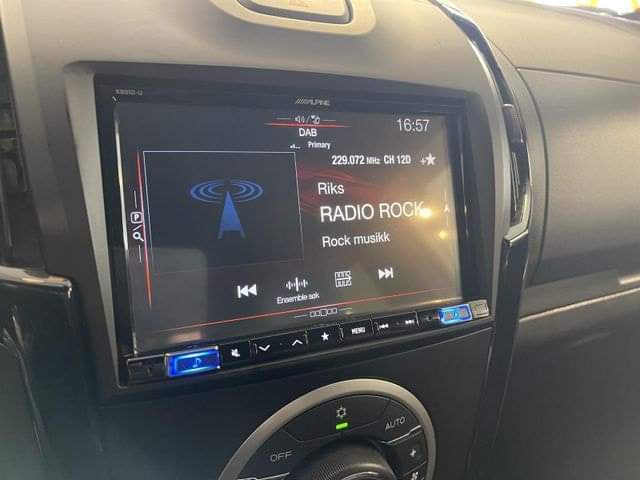 ALPINE
DAB
16:57
Primary
229.072 MHz CH 12D
Riks
RADIO ROCK
Rock musikk
P
Ensemble søk
MENU
OFF
AUTO